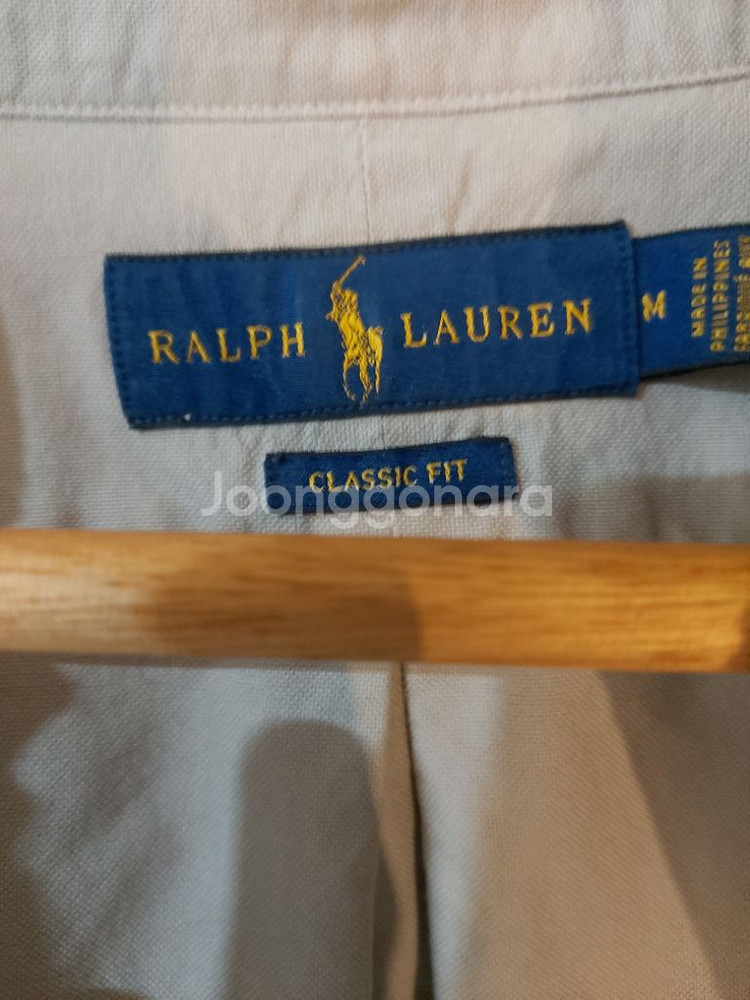 RALPH LAUREN
M
MADE IN
PHILIPPINES
CLASSIC FIT
Joonggonara